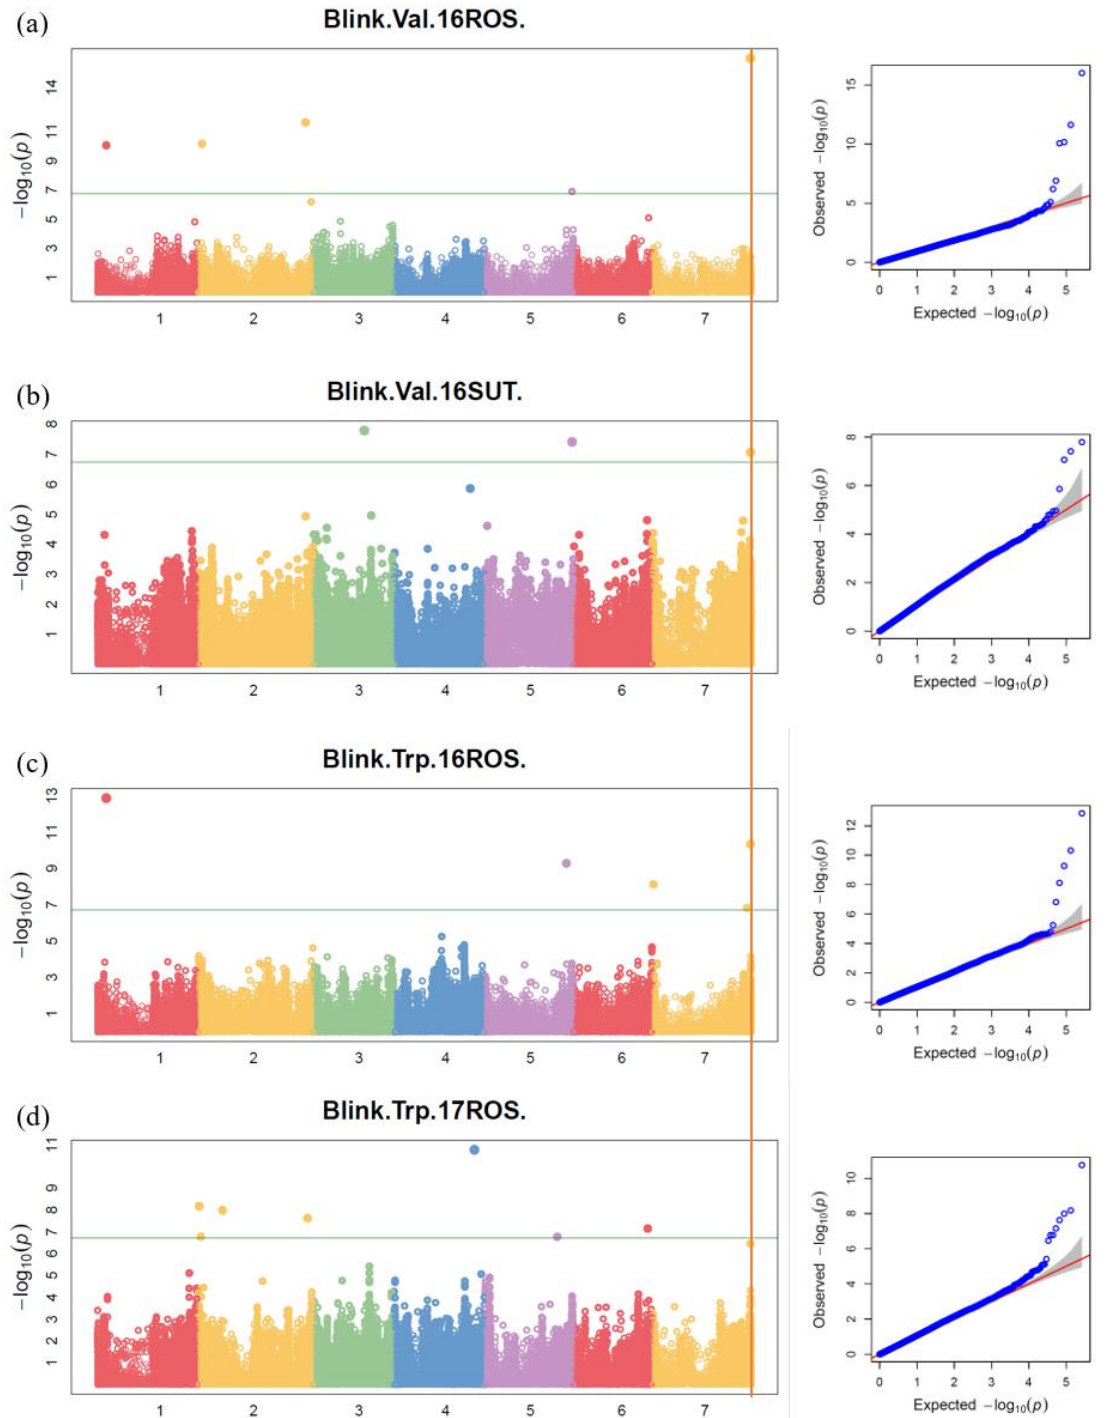 (a)
Blink.Val.16ROS.
−log10(p)
14
11
9
7
5
3
1
1 2 3 4 5 6 7
Observed −log10(p)
15
10
5
0
0 1 2 3 4 5
Expected −log10(p)
(b)
Blink.Val.16SUT.
−log10(p)
8
7
6
5
4
3
2
1
1 2 3 4 5 6 7
Observed −log10(p)
8
6
4
2
0
0 1 2 3 4 5
Expected −log10(p)
(c)
Blink.Trp.16ROS.
−log10(p)
13
11
9
7
5
3
1
1 2 3 4 5 6 7
Observed −log10(p)
12
10
8
6
4
2
0
0 1 2 3 4 5
Expected −log10(p)
(d)
Blink.Trp.17ROS.
−log10(p)
11
9
8
7
6
5
4
3
2
1
1 2 3 4 5 6 7
Observed −log10(p)
10
8
6
4
2
0
0 1 2 3 4 5
Expected −log10(p)